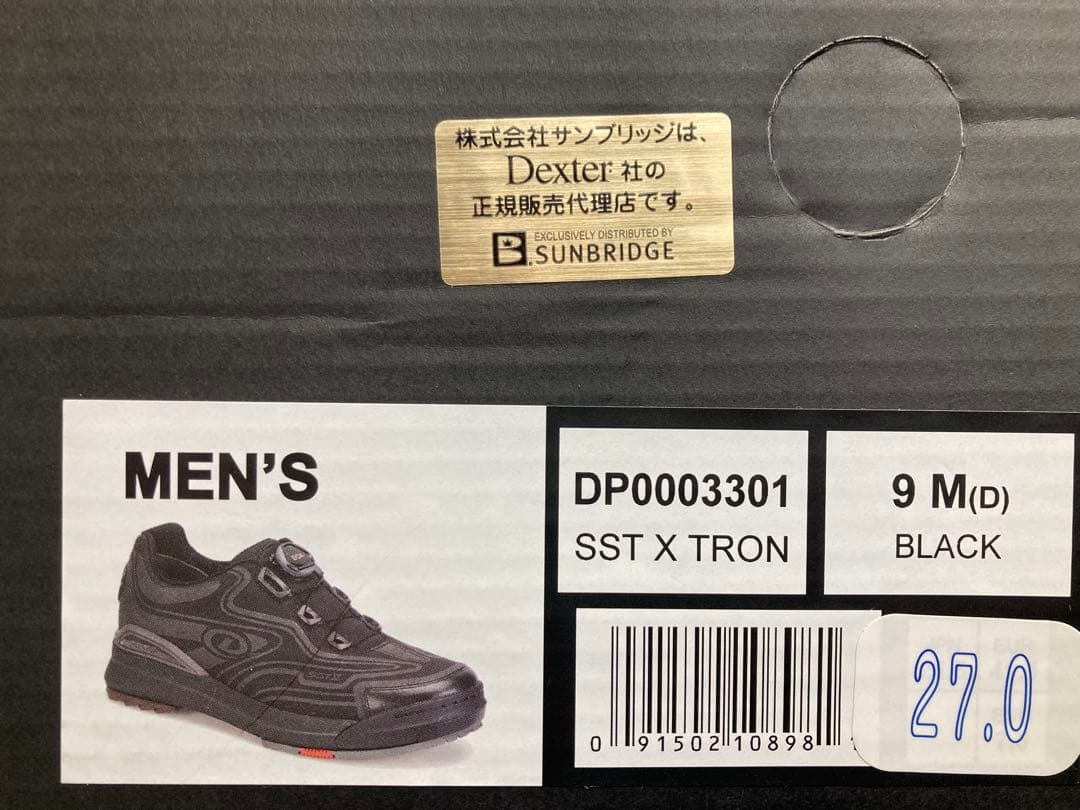 株式会社サンブリッジは、
Dexter 社の
正規販売代理店です。
B EXCLUSIVELY DISTRIBUTED BY
SUNBRIDGE
MEN'S
DP0003301
SST X TRON
9 M(D)
BLACK
0 91502 10898
27.0